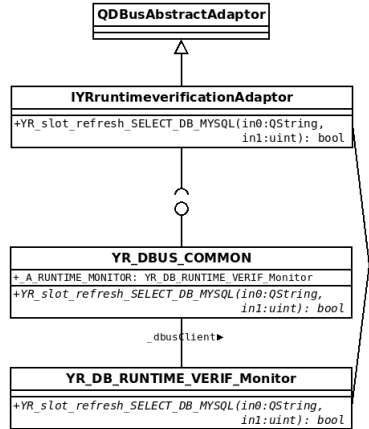 QDBusAbstractAdaptor
IYRruntimeverificationAdaptor
+YR_slot_refresh_SELECT_DB_MYSQL(in0:QString,
in1:uint): bool
YR_DBUS_COMMON
+_A_RUNTIME_MONITOR: YR_DB_RUNTIME_VERIF_Monitor
+YR_slot_refresh_SELECT_DB_MYSQL(in0:QString,
in1:uint): bool
_dbusClient▶
YR_DB_RUNTIME_VERIF_Monitor
+YR_slot_refresh_SELECT_DB_MYSQL(in0:QString,
in1:uint): bool